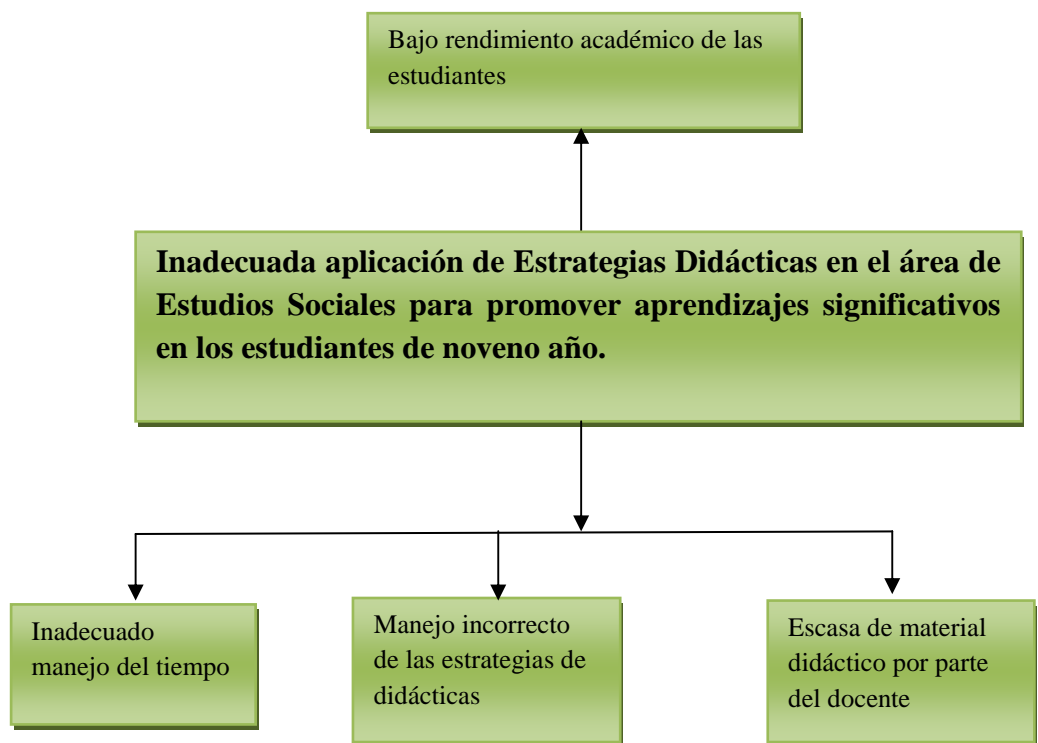 Bajo rendimiento académico de las
estudiantes
Inadecuada aplicación de Estrategias Didácticas en el área de
Estudios Sociales para promover aprendizajes significativos
en los estudiantes de noveno año.
Inadecuado
manejo del tiempo
Manejo incorrecto
de las estrategias de
didácticas
Escasa de material
didáctico por parte
del docente